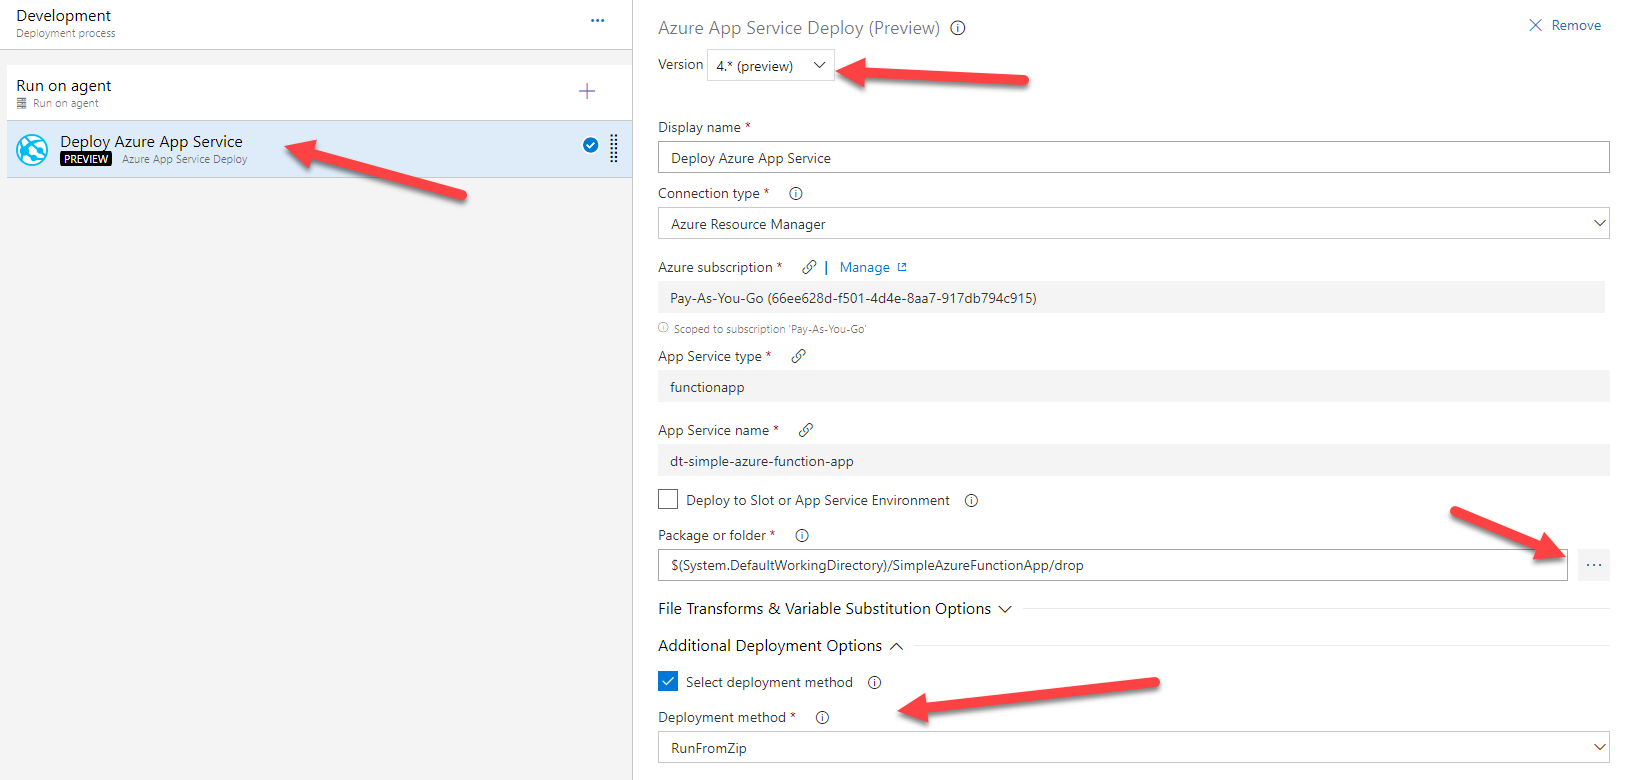 Development
Deployment process
...
Run on agent
Run on agent
Deploy Azure App Service
PREVIEW Azure App Service Deploy
Azure App Service Deploy (Preview)
Remove
Version 4.* (preview)
Display name *
Deploy Azure App Service
Connection type *
Azure Resource Manager
Azure subscription * | Manage
Pay-As-You-Go (66ee628d-f501-4d4e-8aa7-917db794c915)
Scoped to subscription 'Pay-As-You-Go'
App Service type *
functionapp
App Service name *
dt-simple-azure-function-app
Deploy to Slot or App Service Environment
Package or folder *
$(System.DefaultWorkingDirectory)/SimpleAzureFunctionApp/drop
...
File Transforms & Variable Substitution Options
Additional Deployment Options
Select deployment method
Deployment method *
RunFromZip